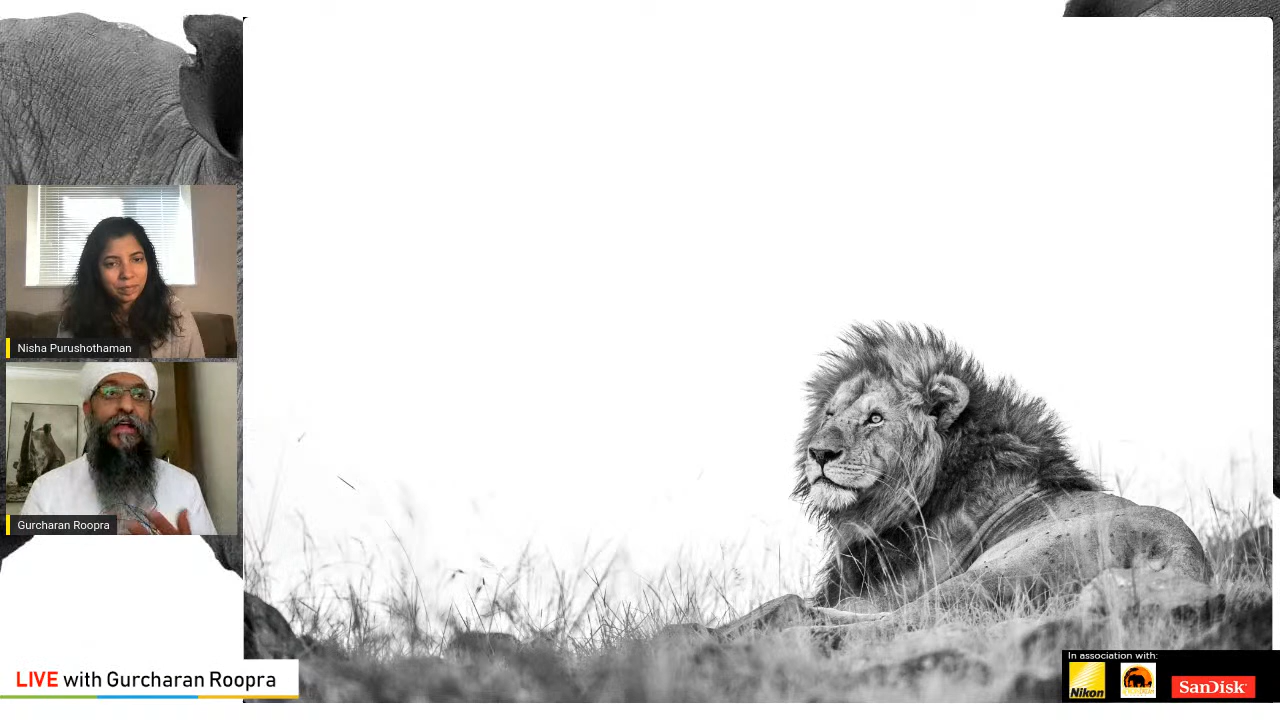 Nisha Purushothaman
Gurcharan Roopra
LIVE with Gurcharan Roopra
In association with:
Nikon
SanDisk